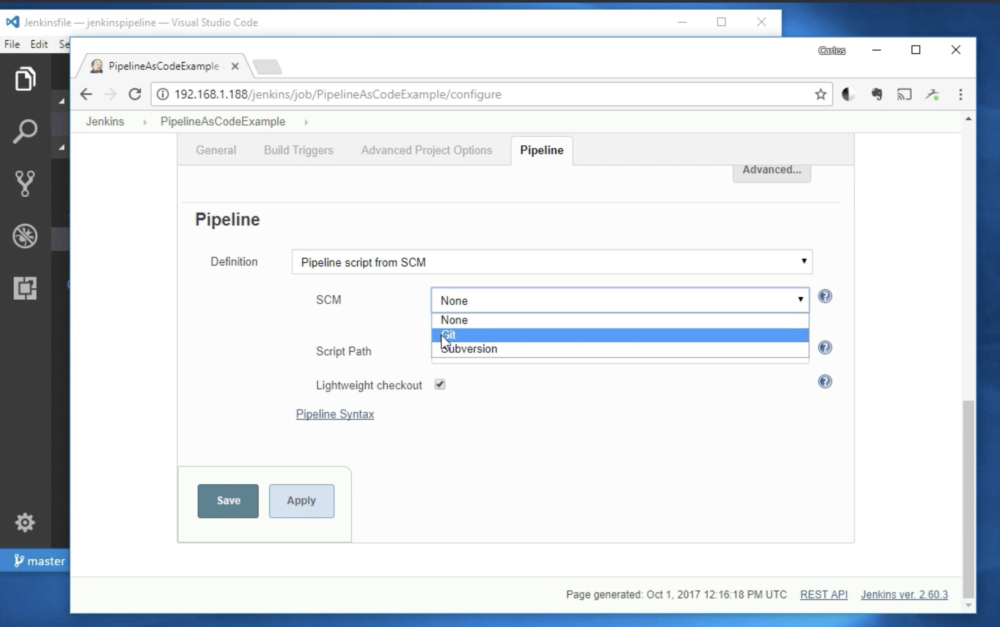 Jenkinsfile — jenkinspipeline — Visual Studio Code
File Edit Se
Carlos
PipelineAsCodeExample
192.168.1.188/jenkins/job/PipelineAsCodeExample/configure
Jenkins PipelineAsCodeExample
General Build Triggers Advanced Project Options Pipeline
Advanced...
Pipeline
Definition Pipeline script from SCM
SCM None
None
Git
Script Path Subversion
Lightweight checkout
Pipeline Syntax
Save Apply
master
Page generated: Oct 1, 2017 12:16:18 PM UTC REST API Jenkins ver. 2.60.3